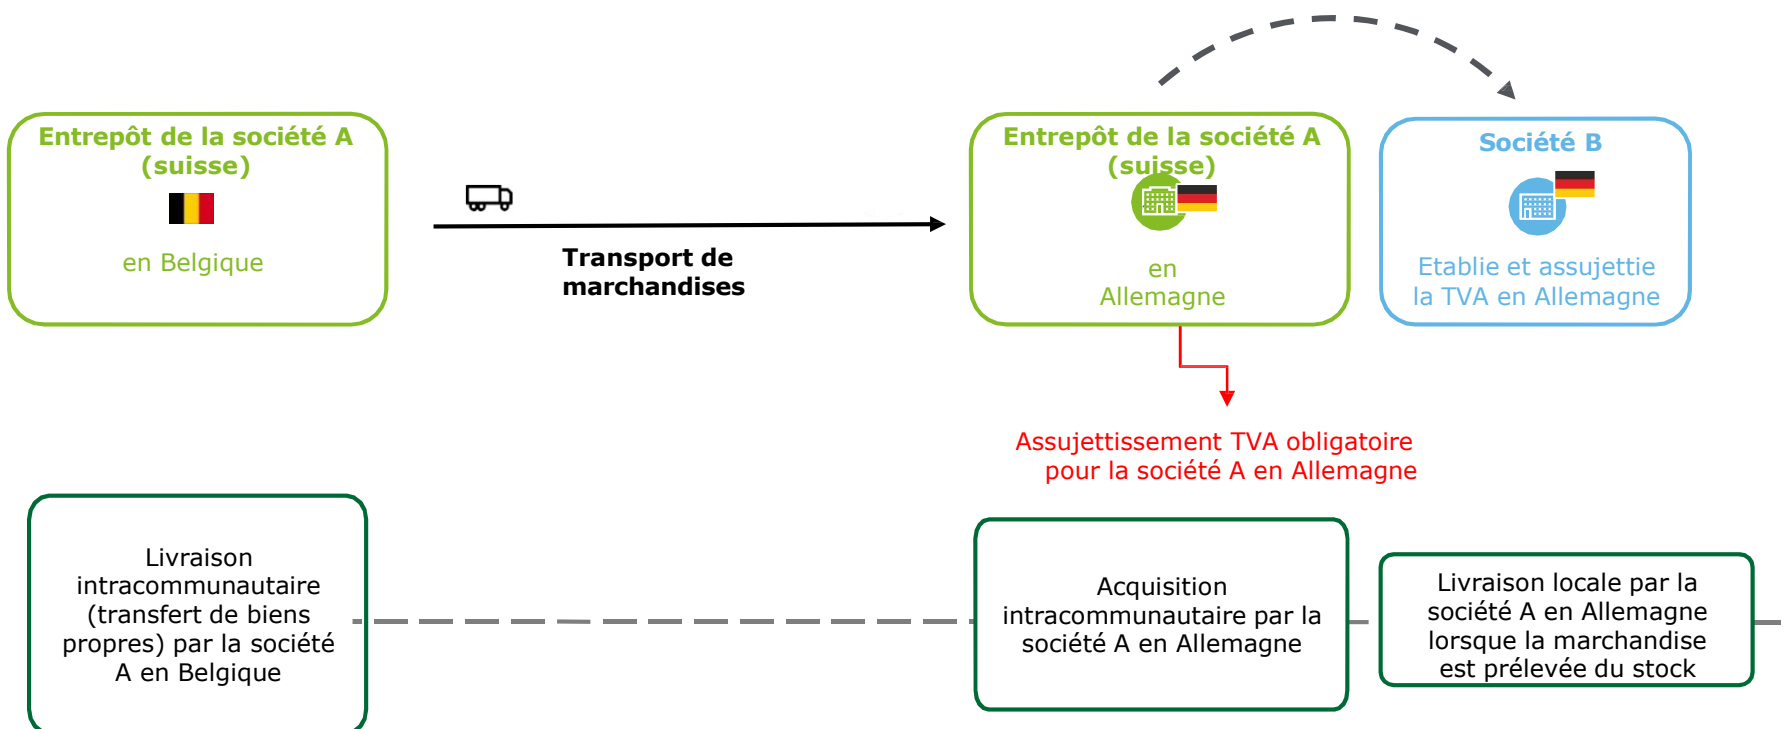 Entrepôt de la société A
(suisse)
en Belgique
Transport de
marchandises
Entrepôt de la société A
(suisse)
en
Allemagne
Société B
Etablie et assujettie
la TVA en Allemagne
Assujettissement TVA obligatoire
pour la société A en Allemagne
Livraison
intracommunautaire
(transfert de biens
propres) par la société
A en Belgique
Acquisition
intracommunautaire par la
société A en Allemagne
Livraison locale par la
société A en Allemagne
lorsque la marchandise
est prélevée du stock